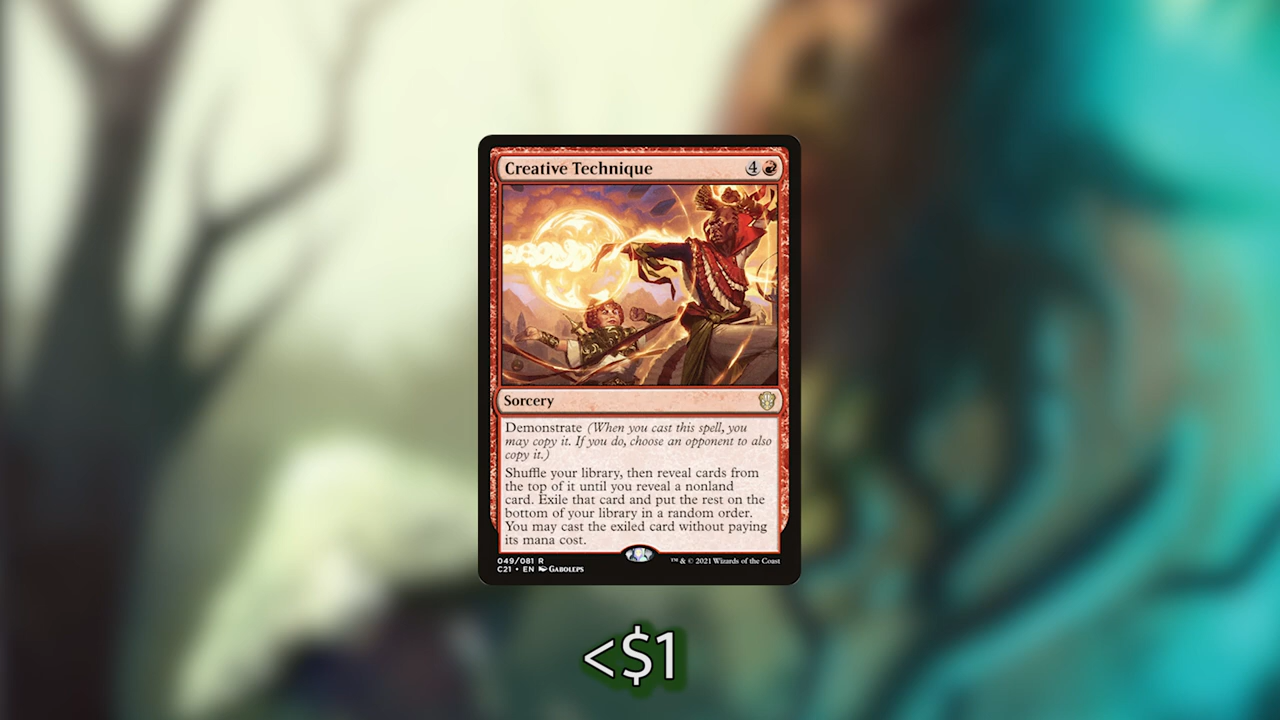 Creative Technique 4
Sorcery
Demonstrate (When you cast this spell, you
may copy it. If you do, choose an opponent to also
copy it.)
Shuffle your library, then reveal cards from
the top of it until you reveal a nonland
card. Exile that card and put the rest on the
bottom of your library in a random order.
You may cast the exiled card without paying
its mana cost.
049/081 R
C21 • EN Gaboleps
™ & © 2021 Wizards of the Coast
<$1